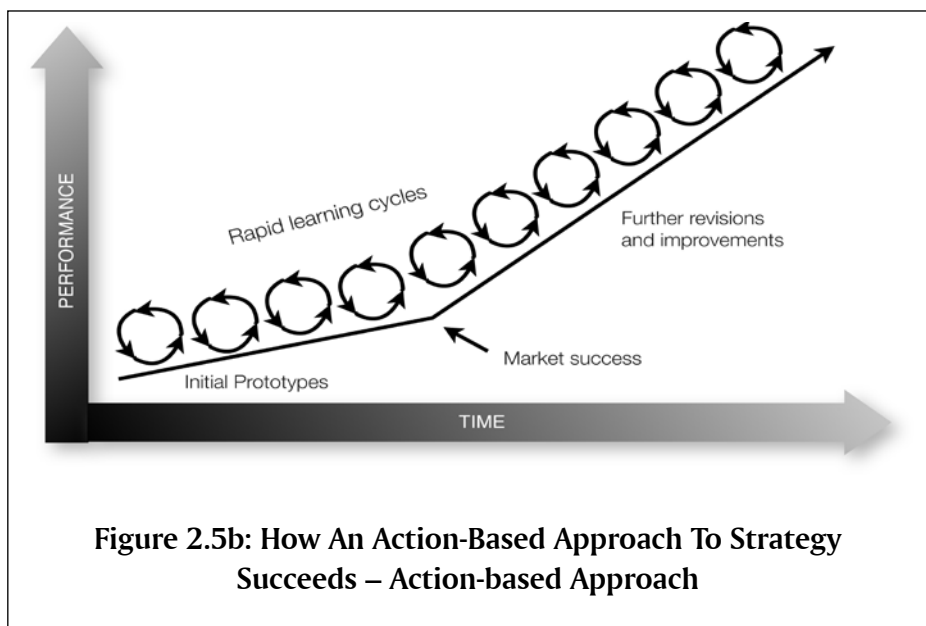 PERFORMANCE
Rapid learning cycles
Further revisions
and improvements
Market success
Initial Prototypes
TIME
Figure 2.5b: How An Action-Based Approach To Strategy
Succeeds – Action-based Approach